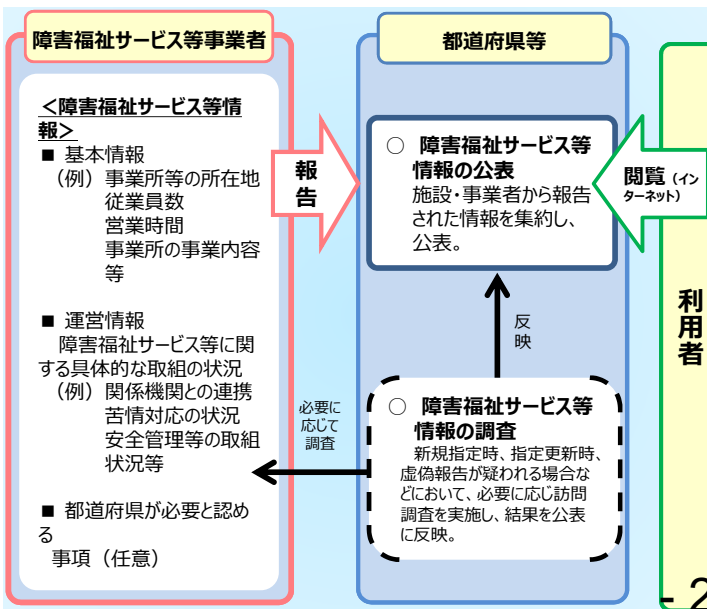 障害福祉サービス等事業者
＜障害福祉サービス等情
報＞
■ 基本情報
（例）事業所等の所在地
従業員数
営業時間
事業所の事業内容
等
■ 運営情報
障害福祉サービス等に関
する具体的な取組の状況
（例）関係機関との連携
苦情対応の状況
安全管理等の取組
状況等
■ 都道府県が必要と認め
る
事項（任意）
報
告
必要に
応じて
調査
都道府県等
○ 障害福祉サービス等
情報の公表
施設・事業者から報告
された情報を集約し、
公表。
反
映
○ 障害福祉サービス等
情報の調査
新規指定時、指定更新時、
虚偽報告が疑われる場合
などにおいて、必要に応じ訪問
調査を実施し、結果を公表
に反映。
閲覧（イン
ターネット）
利
用
者
- 2